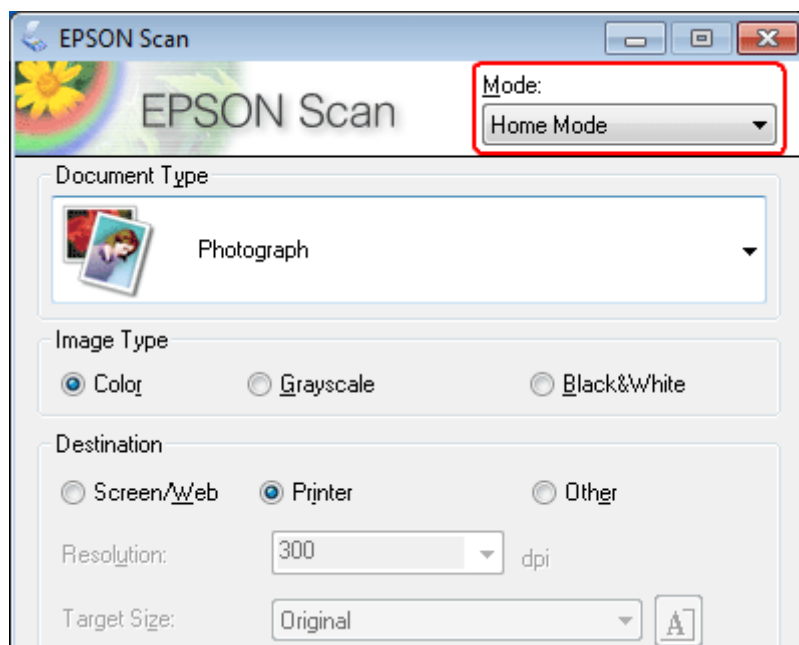 EPSON Scan
EPSON Scan
Mode:
Home Mode
Document Type
Photograph
Image Type
Color Grayscale Black&White
Destination
Screen/Web Printer Other
Resolution: 300 dpi
Target Size: Original A